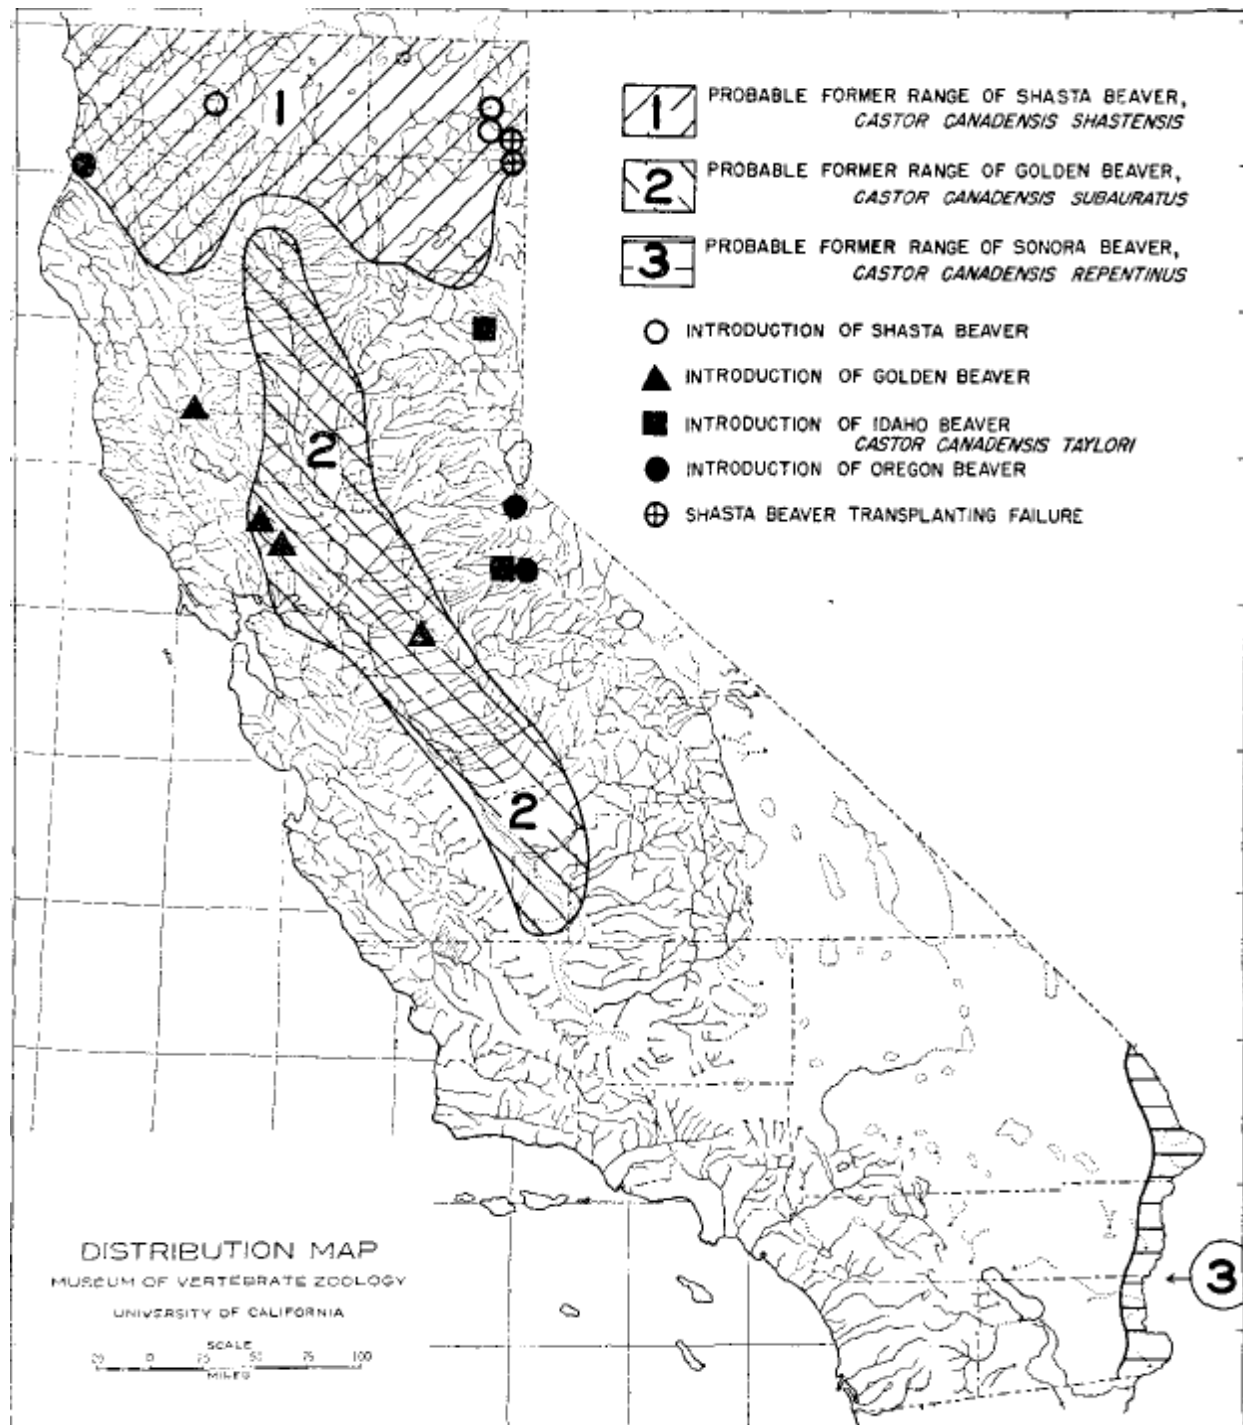 1
PROBABLE FORMER RANGE OF SHASTA BEAVER,
CASTOR CANADENSIS SHASTENSIS
2
PROBABLE FORMER RANGE OF GOLDEN BEAVER,
CASTOR CANADENSIS SUBAURATUS
3
PROBABLE FORMER RANGE OF SONORA BEAVER,
CASTOR CANADENSIS REPENTINUS
INTRODUCTION OF SHASTA BEAVER
INTRODUCTION OF GOLDEN BEAVER
INTRODUCTION OF IDAHO BEAVER
CASTOR CANADENSIS TAYLORI
INTRODUCTION OF OREGON BEAVER
SHASTA BEAVER TRANSPLANTING FAILURE
1
2
2
3
DISTRIBUTION MAP
MUSEUM OF VERTEBRATE ZOOLOGY
UNIVERSITY OF CALIFORNIA
SCALE
0 50 100
MILES